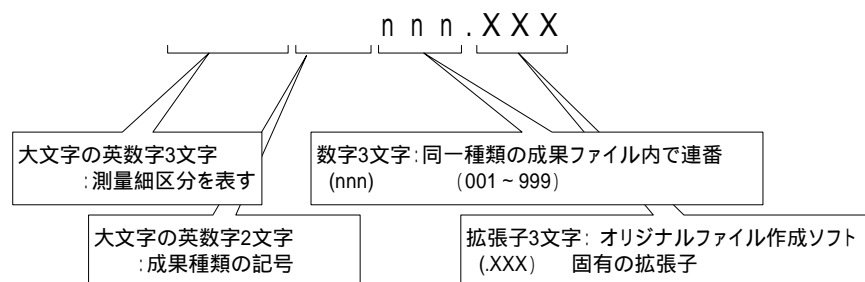 nnn.XXX
大文字の英数字3文字
:測量細区分を表す
数字3文字:同一種類の成果ファイル内で連番
(nnn) (001~999)
大文字の英数字2文字
:成果種類の記号
拡張子3文字: オリジナルファイル作成ソフト
(.XXX) 固有の拡張子